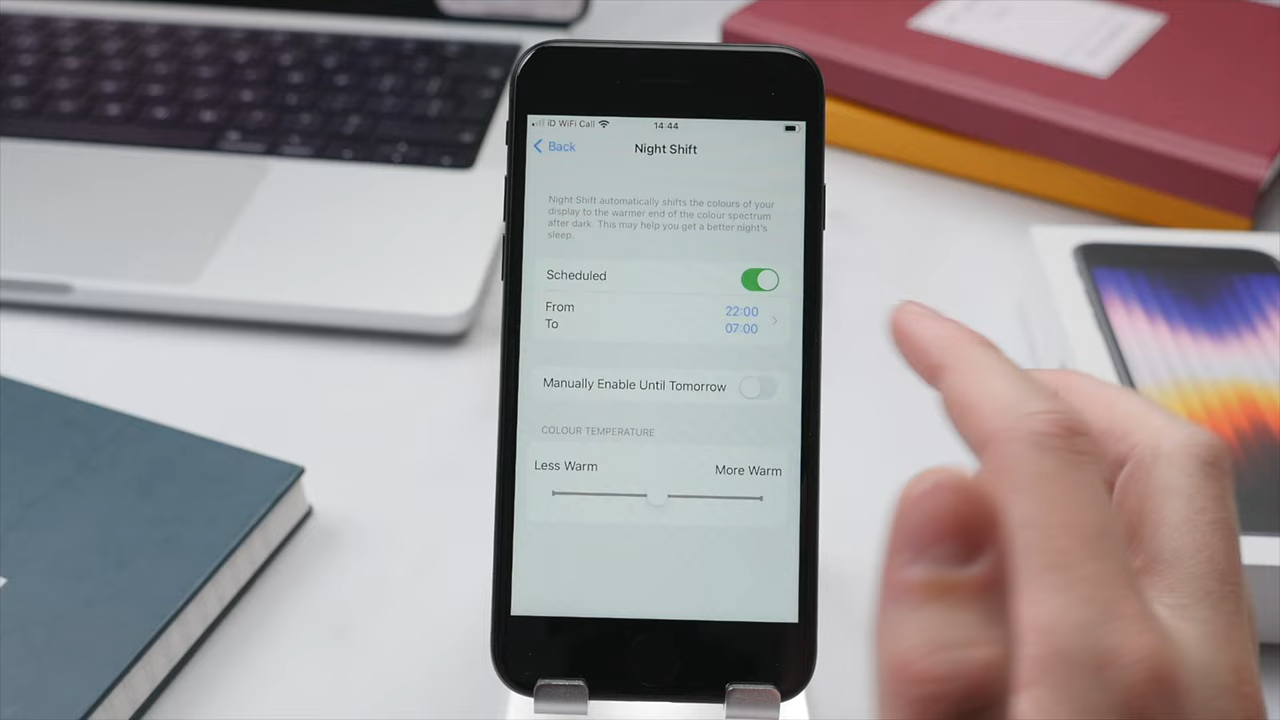 iD WiFi Call 14:44
Back Night Shift
Night Shift automatically shifts the colours of your
display to the warmer end of the colour spectrum
after dark. This may help you get a better night's
sleep.
Scheduled
From 22:00
To 07:00
Manually Enable Until Tomorrow
COLOUR TEMPERATURE
Less Warm More Warm